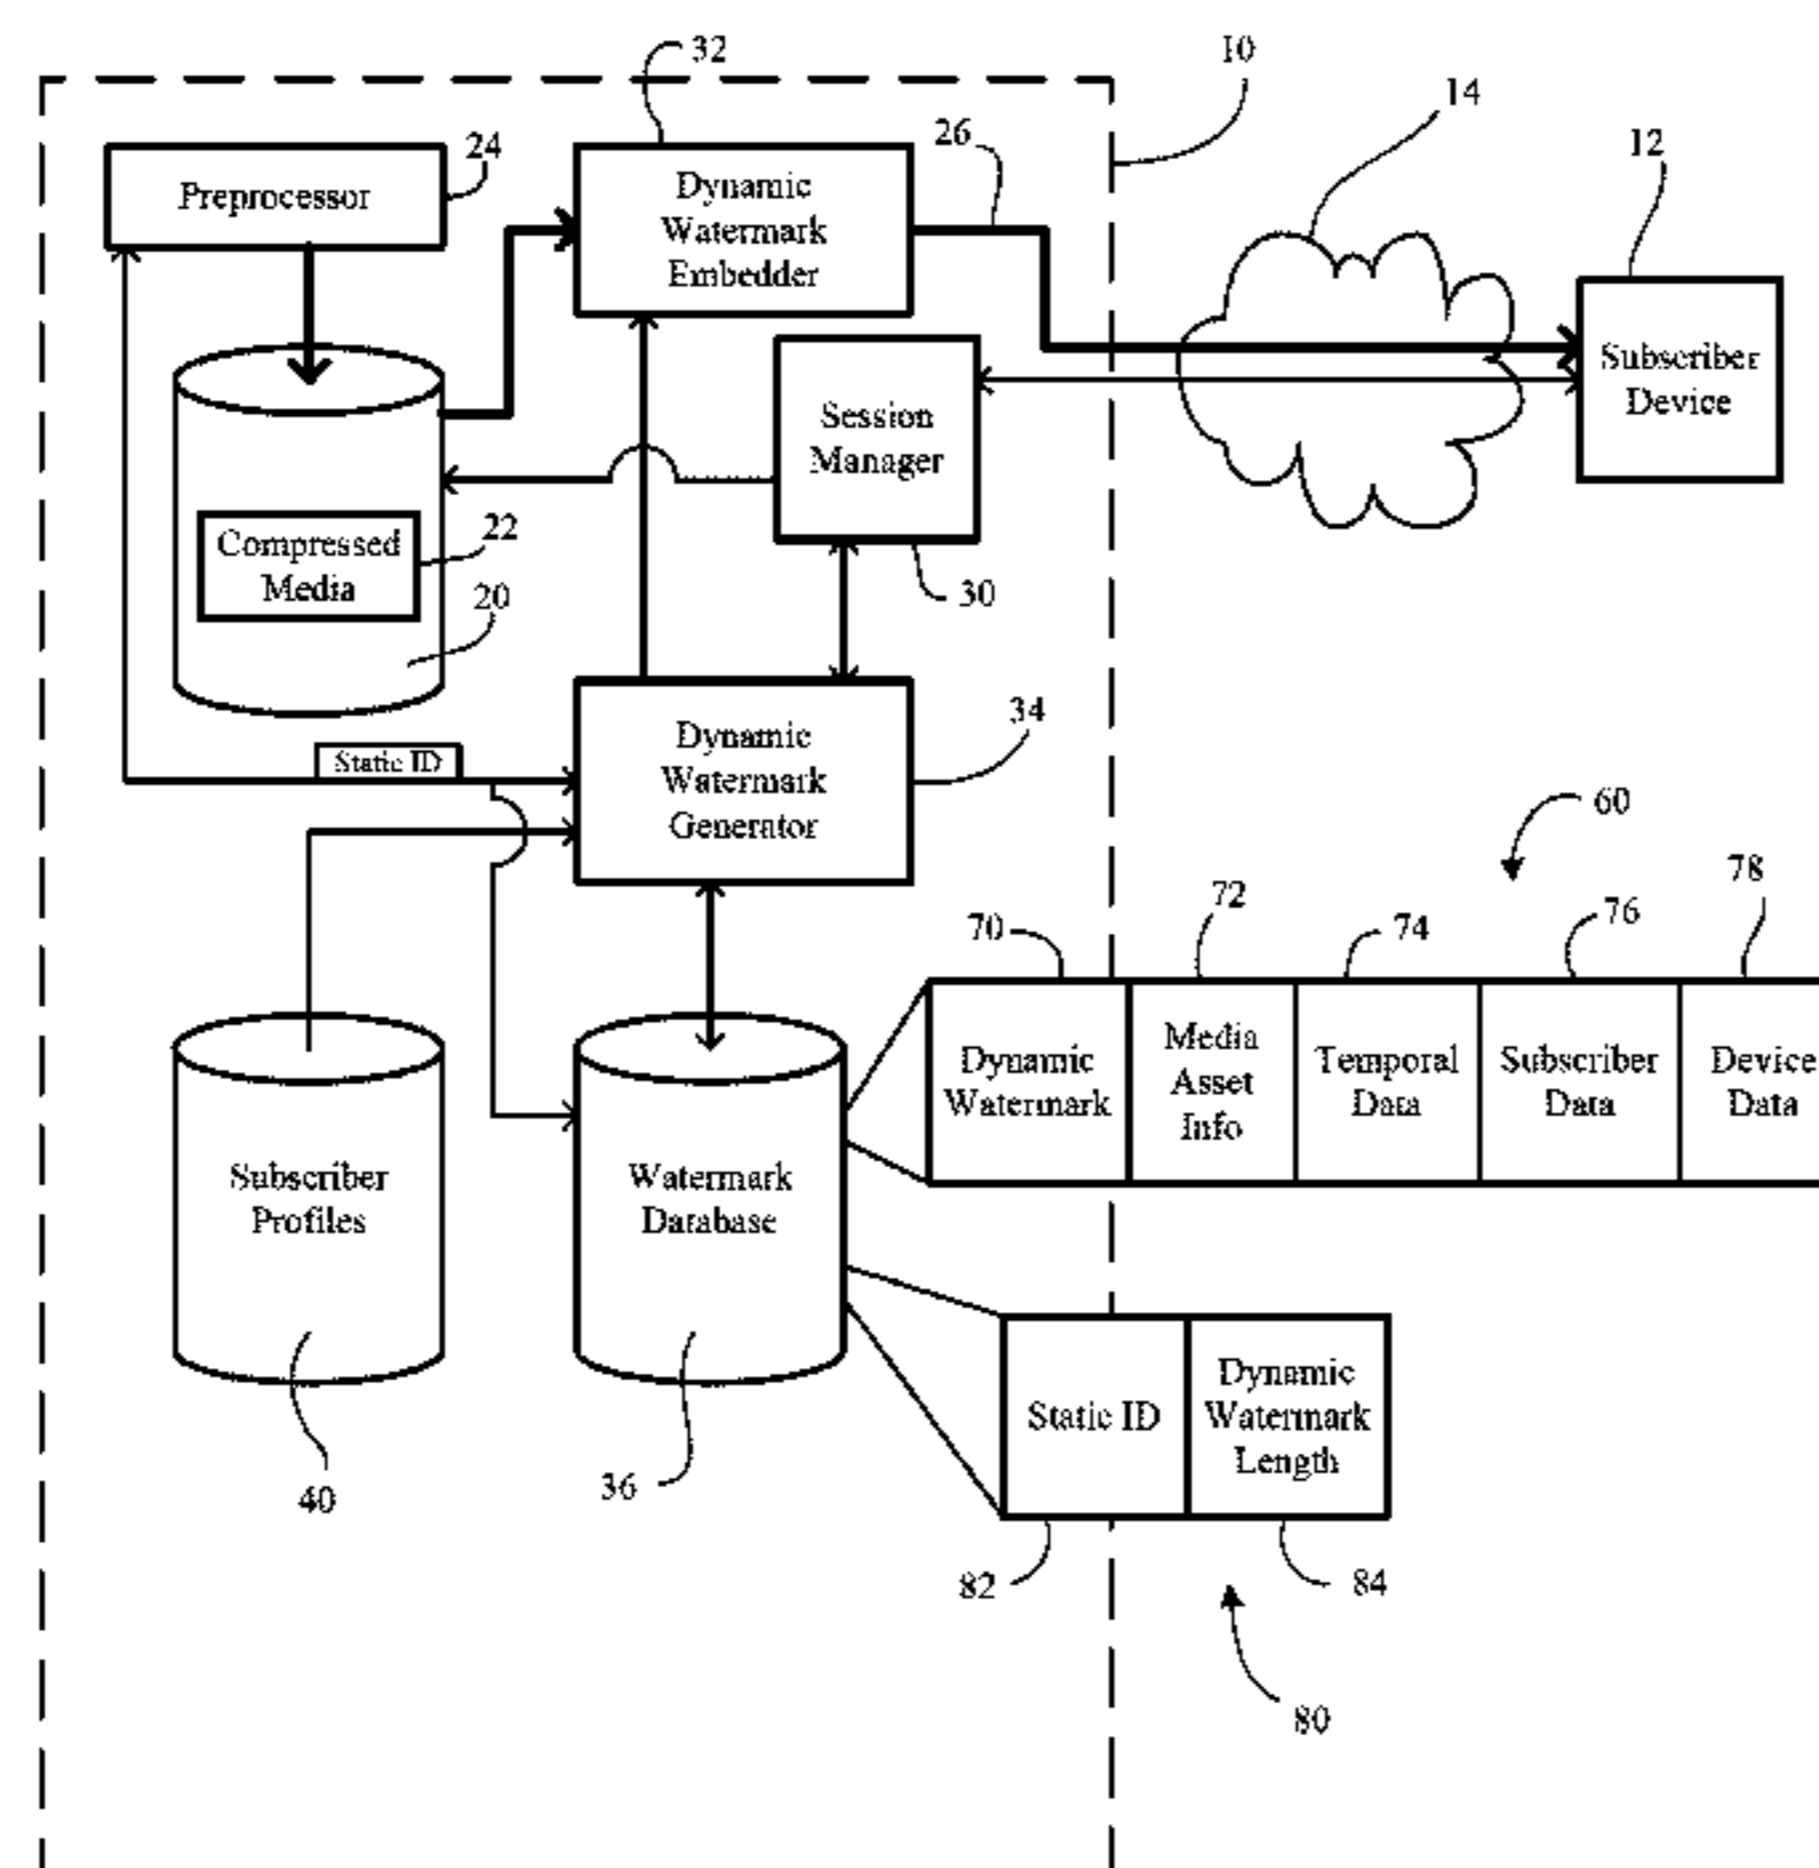 32
10
14
26
12
24
Preprocessor
Dynamic
Watermark
Embedder
Subscriber
Device
Session
Manager
Compressed
Media
22
20
30
34
Dynamic
Watermark
Generator
Static ID
60
78
72
76
70
74
Dynamic
Watermark
Media
Asset
Info
Temporal
Data
Subscriber
Data
Device
Data
Subscriber
Profiles
Watermark
Database
Static ID
Dynamic
Watermark
Length
40
36
82
84
80